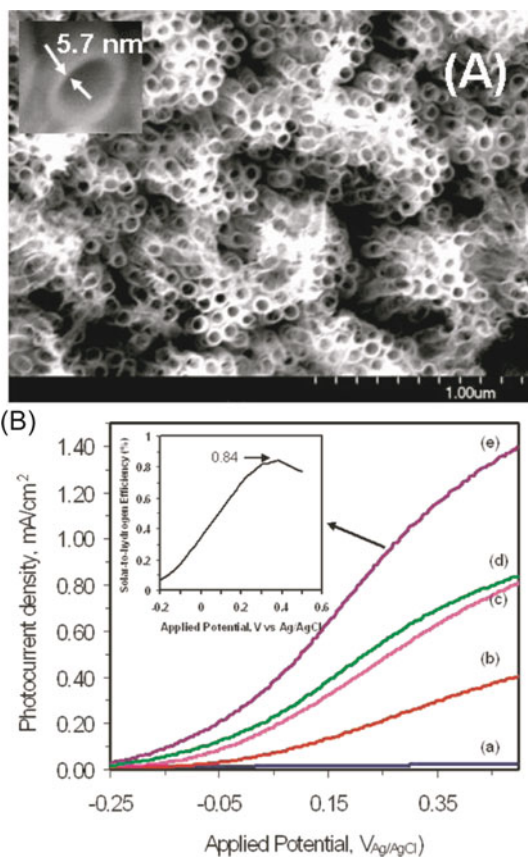 5.7 nm
(A)
1.00um
(B)
Photocurrent density, mA/cm²
1.40
1.20
1.00
0.80
0.60
0.40
0.20
0.00
-0.25
-0.05
0.15
0.35
Applied Potential, VAg/AgCl)
Solar-to-hydrogen Efficiency (%)
1
0.8
0.6
0.4
0.2
0
0.84
-0.2
0
0.2
0.4
0.6
Applied Potential, V vs Ag/AgCl
(e)
(d)
(c)
(b)
(a)